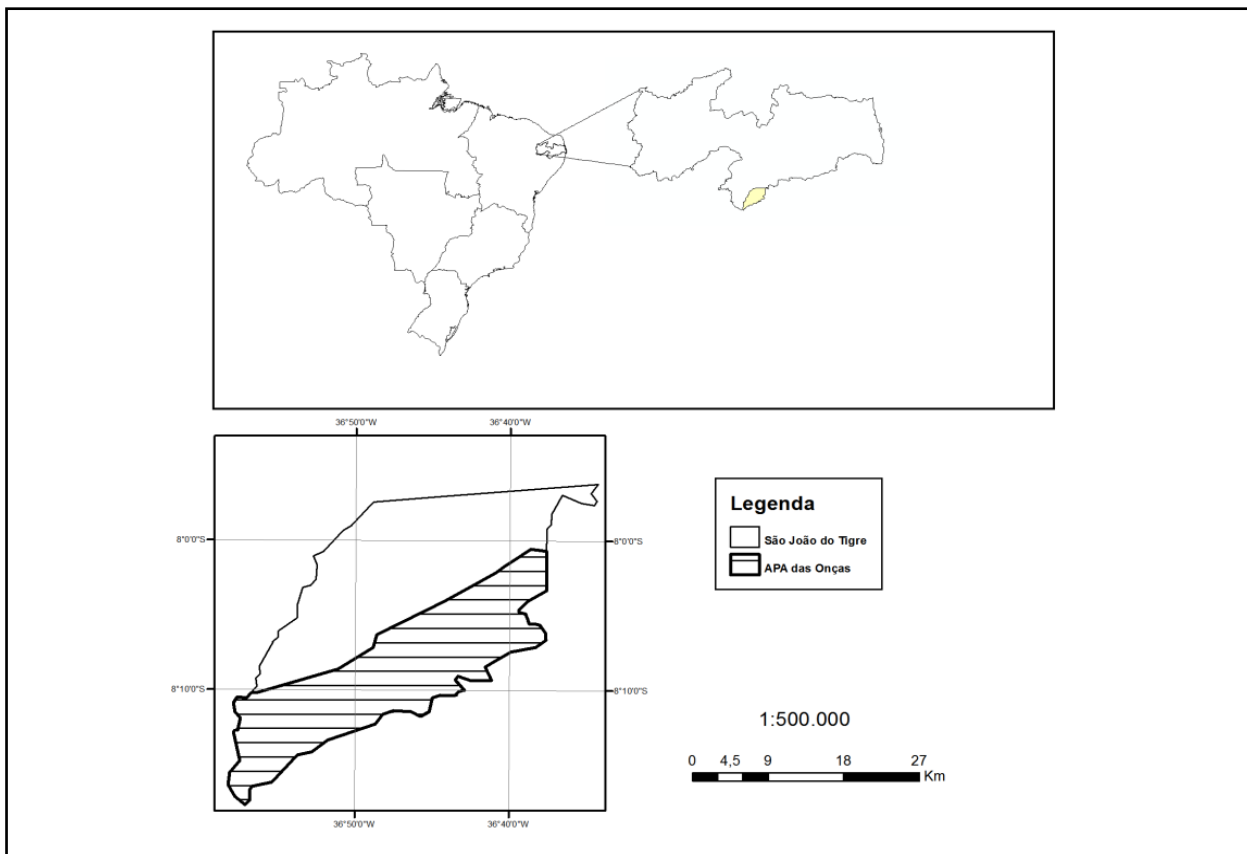 36°50'0"W 36°40'0"W
8°0'0"S 8°0'0"S
8°10'0"S 8°10'0"S
36°50'0"W 36°40'0"W
Legenda
São João do Tigre
APA das Onças
1:500.000
0 4,5 9 18 27
Km